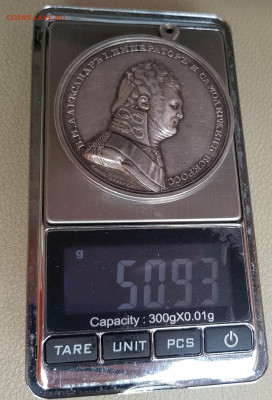 Б.М.АЛЕКСАНДРЪ I.ИМПЕРАТОРЪ И САМОДЕРЖЕЦЪ ВСЕРОСС.
g
50.93
Capacity : 300gX0.01g
TARE UNIT PCS